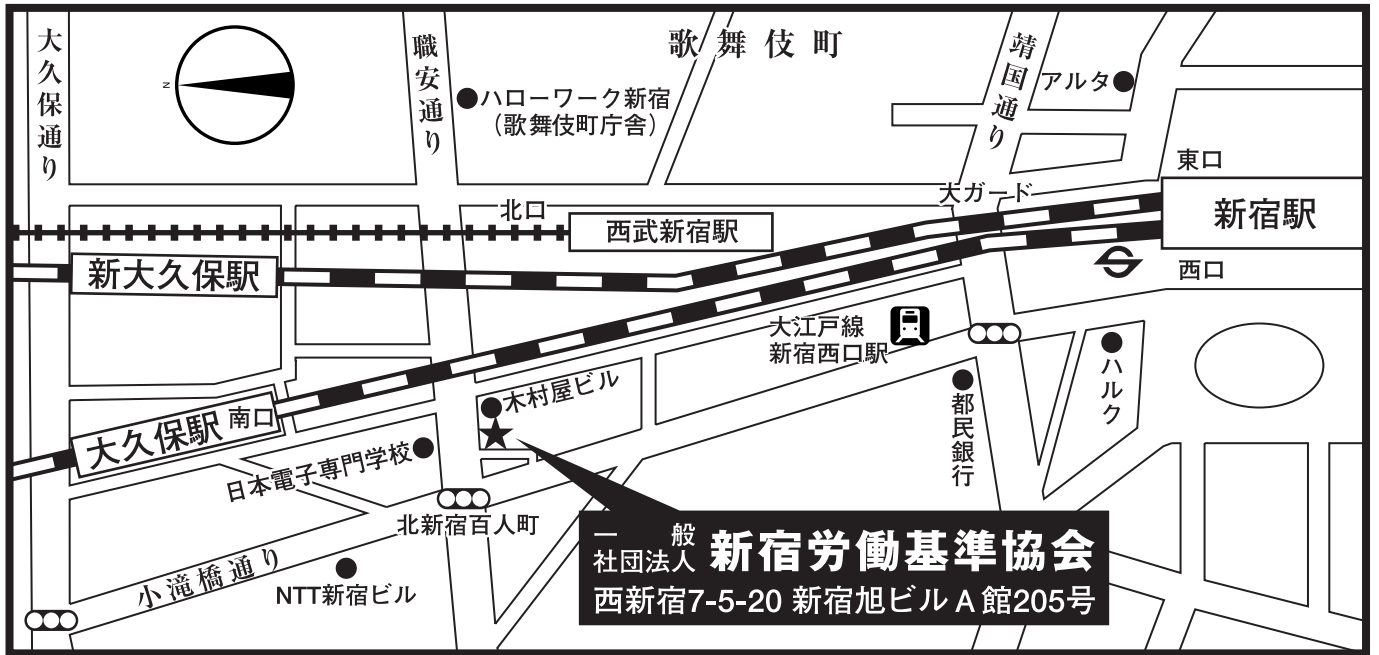 大久保通り
N
職安通り
歌舞伎町
靖国通り
アルタ
ハローワーク新宿
（歌舞伎町庁舎）
東口
大ガード
北口
西武新宿駅
新宿駅
新大久保駅
西口
大江戸線
新宿西口駅
ハルク
木村屋ビル
都民銀行
南口
大久保駅
日本電子専門学校
北新宿百人町
小滝橋通り
NTT新宿ビル
一般
社団法人
新宿労働基準協会
西新宿7-5-20 新宿旭ビルA館205号